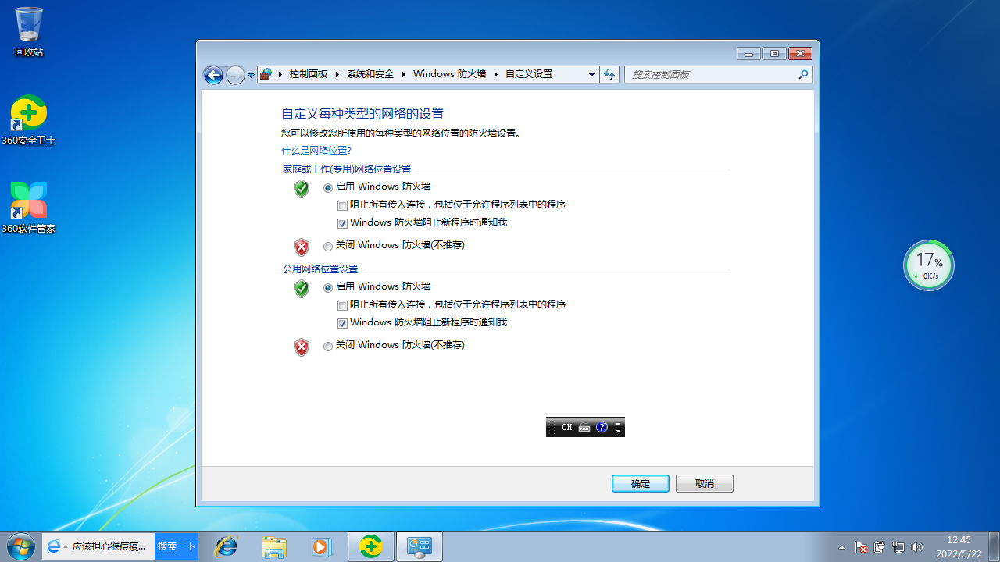 回收站
360安全卫士
360软件管家
控制面板 系统和安全 Windows 防火墙 自定义设置
搜索控制面板
自定义每种类型的网络的设置
您可以修改您所使用的每种类型的网络位置的防火墙设置。
什么是网络位置?
家庭或工作(专用)网络位置设置
启用 Windows 防火墙
阻止所有传入连接，包括位于允许程序列表中的程序
Windows 防火墙阻止新程序时通知我
关闭 Windows 防火墙(不推荐)
公用网络位置设置
启用 Windows 防火墙
阻止所有传入连接，包括位于允许程序列表中的程序
Windows 防火墙阻止新程序时通知我
关闭 Windows 防火墙(不推荐)
CH
确定 取消
17%
0K/s
应该担心猴痘疫... 搜索一下
12:45
2022/5/22